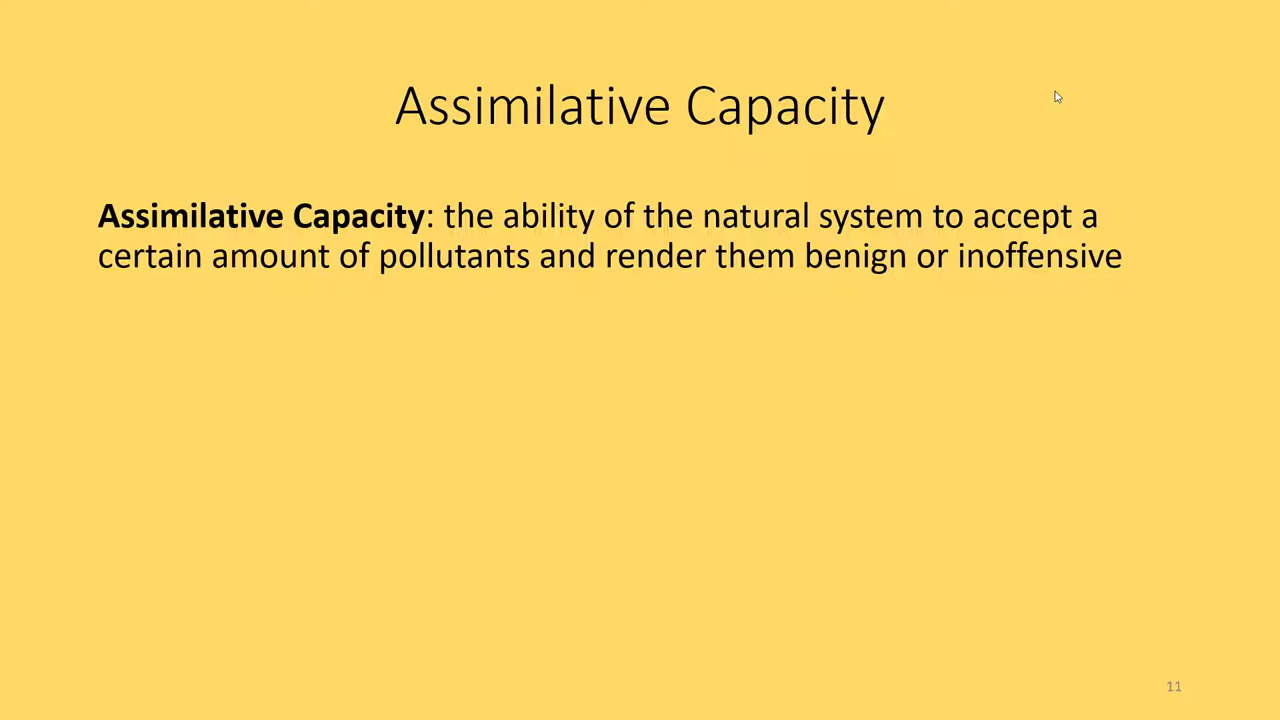 Assimilative Capacity
Assimilative Capacity: the ability of the natural system to accept a
certain amount of pollutants and render them benign or inoffensive
11